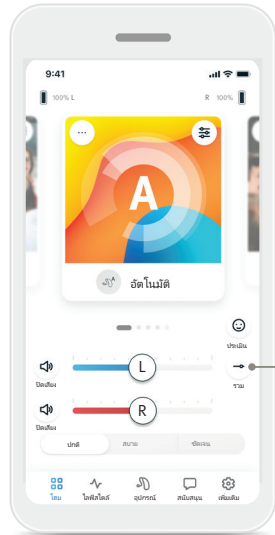 9:41
100% L
R 100%
A
อัตโนมัติ
ประเมิน
L
ปิดเสียง
รวม
R
ปิดเสียง
ปกติ สบาย ชัดเจน
โฮม ไลฟ์สไตล์ อุปกรณ์ สนับสนุน เพิ่มเติม